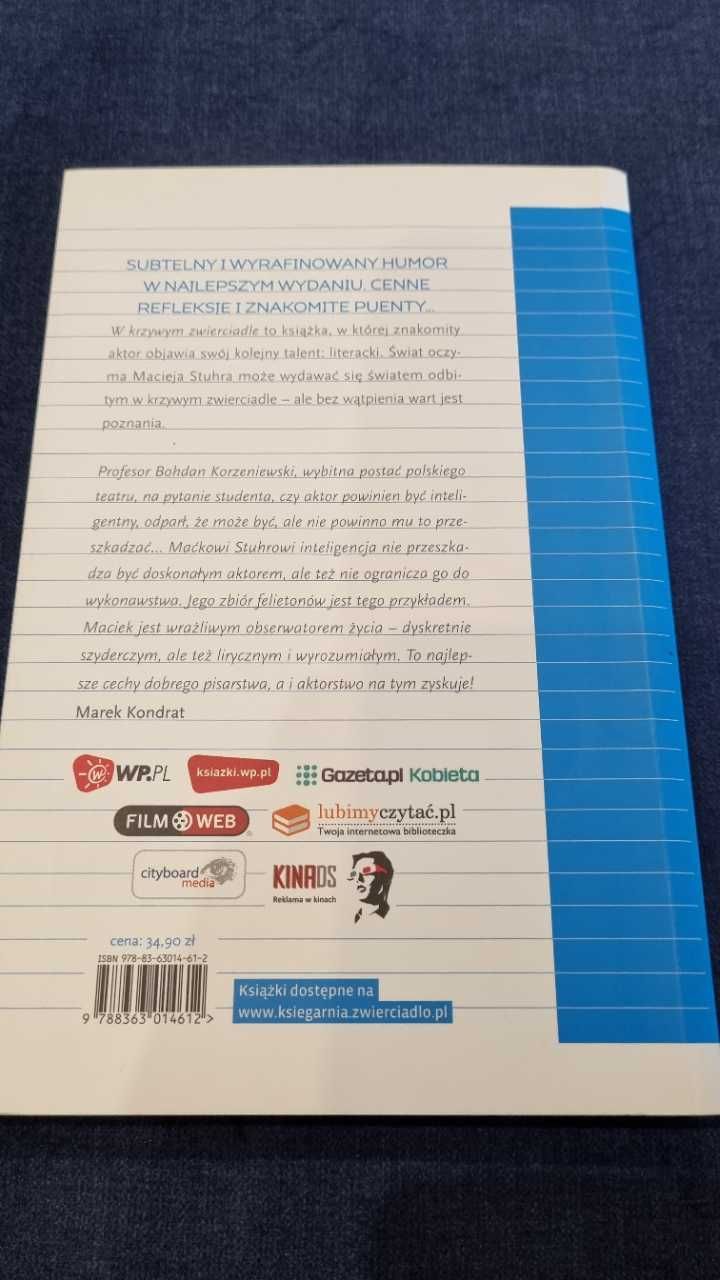 SUBTELNY I WYRAFINOWANY HUMOR
W NAJLEPSZYM WYDANIU. CENNE
REFLEKSJE I ZNAKOMITE PUENTY...
W krzywym zwierciadle to książka, w której znakomity
aktor objawia swój kolejny talent: literacki. Świat oczy-
ma Macieja Stuhra może wydawać się światem odbi-
tym w krzywym zwierciadle – ale bez wątpienia wart jest
poznania.
Profesor Bohdan Korzeniewski, wybitna postać polskiego
teatru, na pytanie studenta, czy aktor powinien być inteli-
gentny, odparł, że może być, ale nie powinno mu to prze-
szkadzać... Maćkowi Stuhrowi inteligencja nie przeszka-
dza być doskonałym aktorem, ale też nie ogranicza go do
wykonawstwa. Jego zbiór felietonów jest tego przykładem.
Maciek jest wrażliwym obserwatorem życia – dyskretnie
szyderczym, ale też lirycznym i wyrozumiałym. To najlep-
sze cechy dobrego pisarstwa, a i aktorstwo na tym zyskuje!
Marek Kondrat
W WP.PL ksiazki.wp.pl Gazeta.pl Kobieta
FILM WEB ® lubimyczytać.pl
Twoja internetowa biblioteczka
cityboard media KINADS
Reklama w kinach
cena: 34,90 zł
ISBN 978-83-63014-61-2
9 788363 014612 >
Książki dostępne na
www.ksiegarnia.zwierciadlo.pl